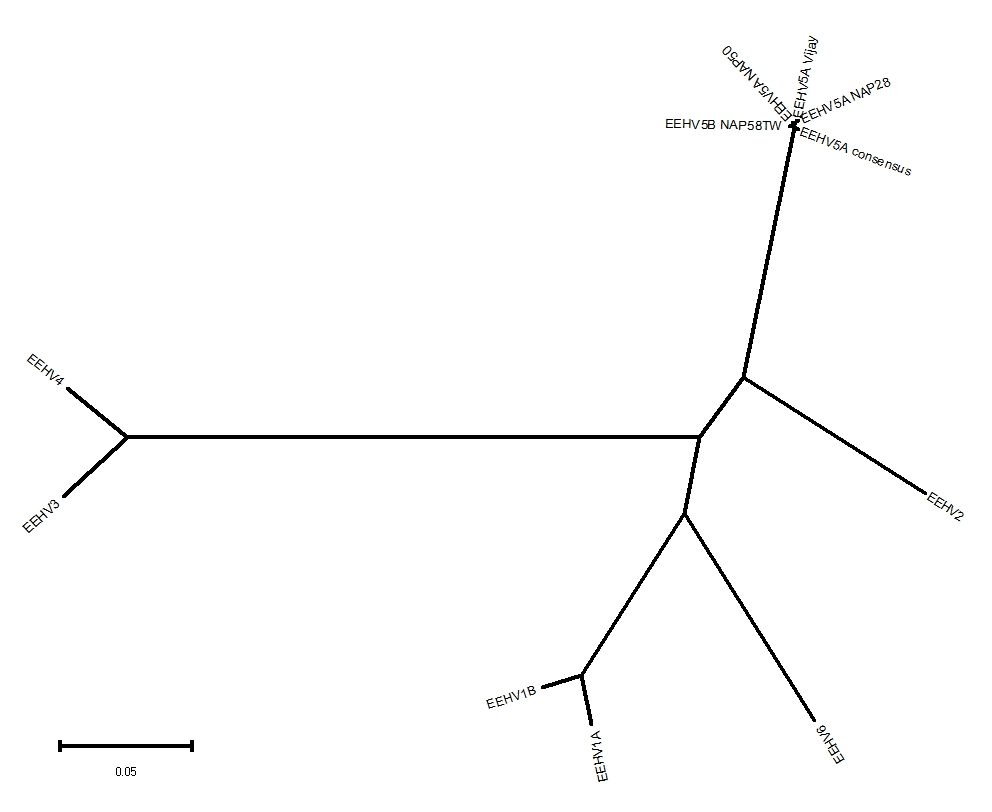 EEHV5A NAP50
EEHV5A Vijay
EEHV5A NAP28
EEHV5B NAP58TW
EEHV5A consensus
EEHV4
EEHV3
EEHV2
EEHV1B
EEHV1A
EEHV6
0.05